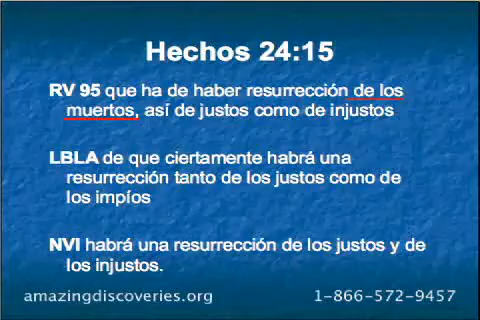 Hechos 24:15
RV 95 que ha de haber resurrección de los
muertos, así de justos como de injustos
LBLA de que ciertamente habrá una
resurrección tanto de los justos como de
los impíos
NVI habrá una resurrección de los justos y de
los injustos.
amazingdiscoveries.org 1-866-572-9457